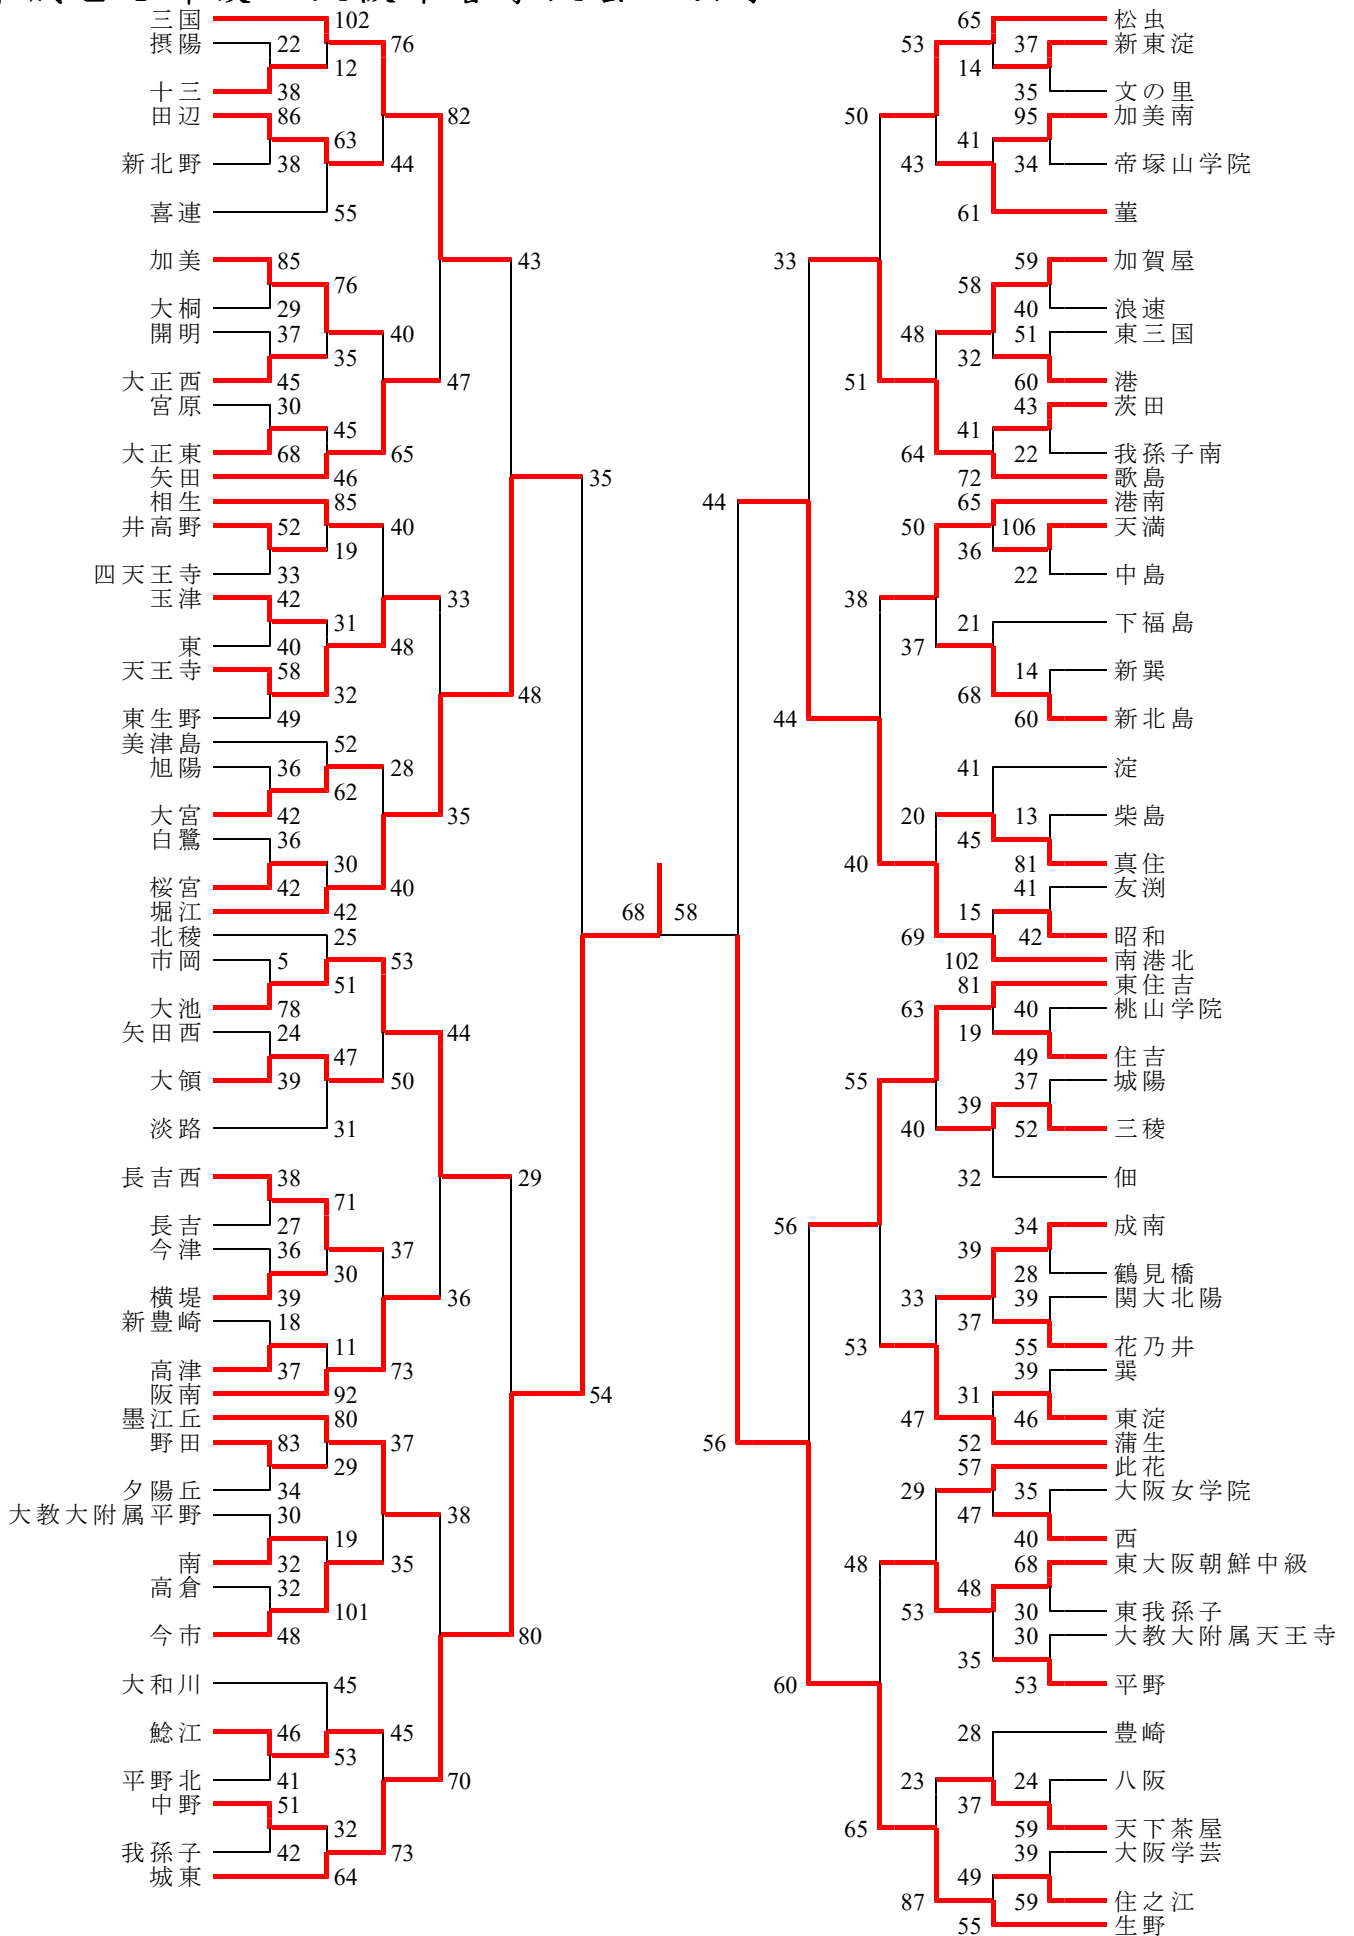 三国 102
摂陽 22 76
12
十三 38
田辺 86 82
63
新北野 38 44
喜連 55
加美 85 43
76
大桐 29
開明 37 40
35
大正西 45 47
宮原 30
45
大正東 68 65
矢田 46 35
相生 85
井高野 52 40
19
四天王寺 33
玉津 42 33
31
東 40 48
天王寺 58
32 48
東生野 49
美津島 52
旭陽 36 28
62
大宮 42 35
白鷺 36
30
桜宮 42 40
堀江 42
北稜 25
市岡 5 53
51
大池 78
矢田西 24 44
47
大領 39 50
淡路 31
長吉西 38 29
71
長吉 27
今津 36 37
30
横堤 39 36
新豊崎 18
11
高津 37 73
阪南 92 54
墨江丘 80
野田 83 37
29
夕陽丘 34
大教大附属平野 30 38
19
南 32 35
高倉 32
101
今市 48 80
大和川 45
鯰江 46 45
53
平野北 41 70
中野 51
32
我孫子 42 73
城東 64
68 58
65 松虫
53 37 新東淀
14
35 文の里
50 95 加美南
41
43 34 帝塚山学院
61 菫
33 59 加賀屋
58
40 浪速
48 51 東三国
32
51 60 港
43 茨田
41
64 22 我孫子南
72 歌島
44 65 港南
50 106 天満
36
22 中島
38
21 下福島
37
14 新巽
68
44 60 新北島
41 淀
20 13 柴島
45
40 81 真住
41 友渕
15
69 42 昭和
102 南港北
81 東住吉
63 40 桃山学院
19
49 住吉
55 37 城陽
39
40 52 三稜
32 佃
56 34 成南
39
28 鶴見橋
33 39 関大北陽
37
53 55 花乃井
39 巽
31
47 46 東淀
56 52 蒲生
57 此花
29 35 大阪女学院
47
40 西
48 68 東大阪朝鮮中級
48
53 30 東我孫子
30 大教大附属天王寺
35
60 53 平野
28 豊崎
23 24 八阪
37
65 59 天下茶屋
39 大阪学芸
49
87 59 住之江
55 生野